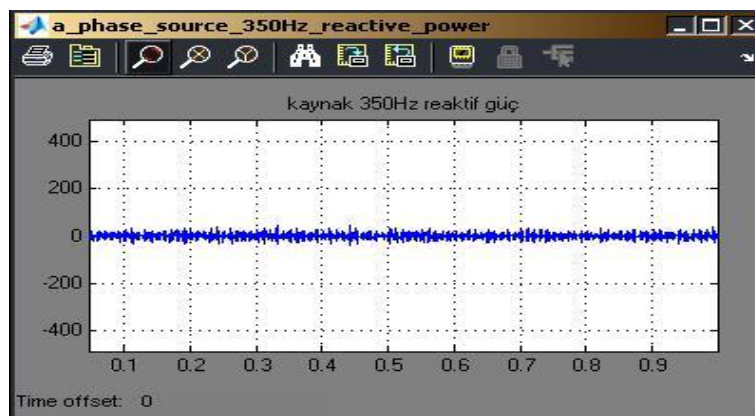 a_phase_source_350Hz_reactive_power
kaynak 350Hz reaktif güç
400
200
0
-200
-400
0.1 0.2 0.3 0.4 0.5 0.6 0.7 0.8 0.9
Time offset: 0